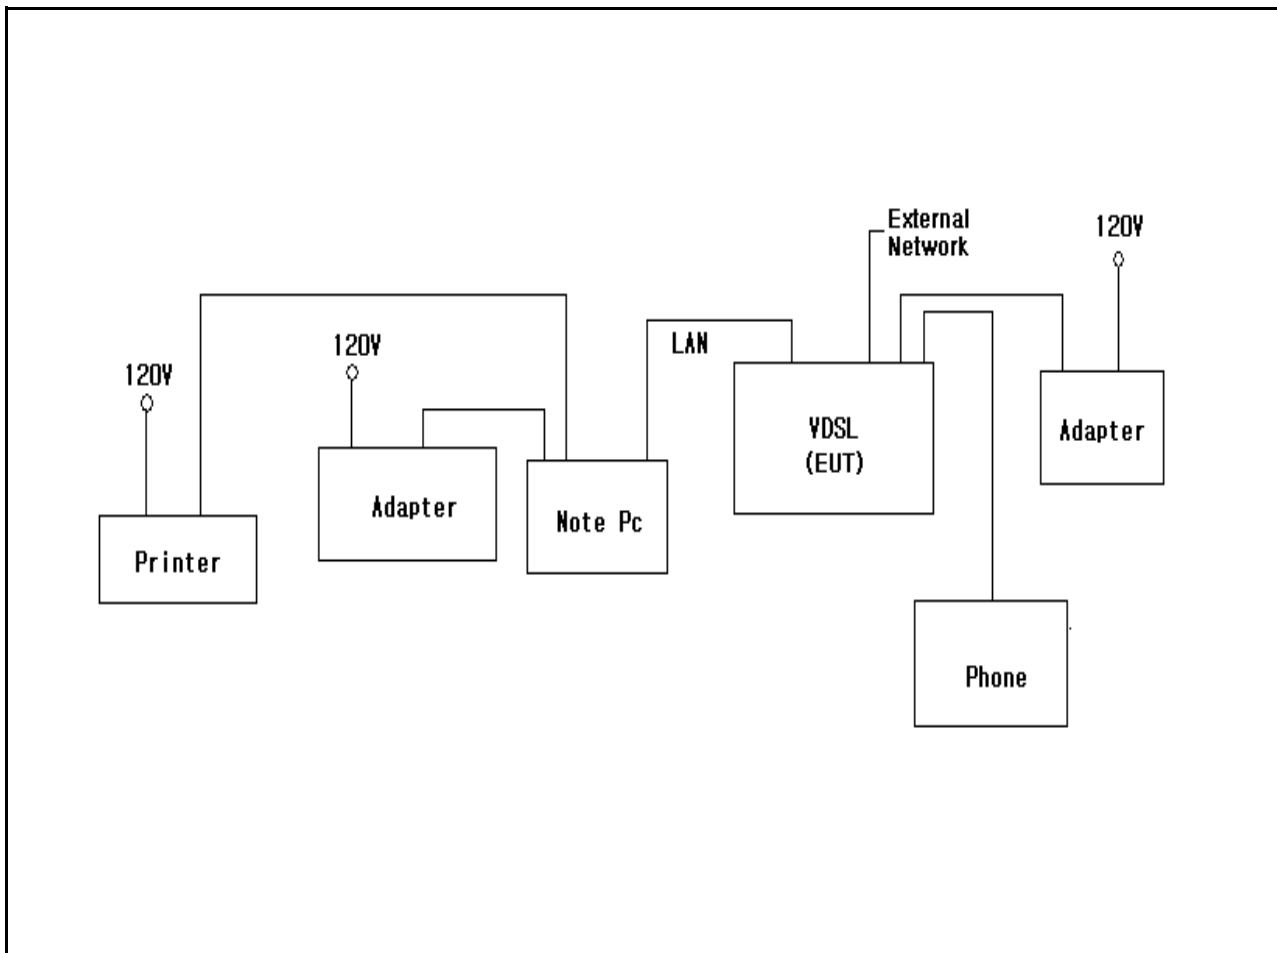 External
Network
120V
120V
LAN
120V
VDSL
(EUT)
Adapter
Adapter
Note Pc
Printer
Phone